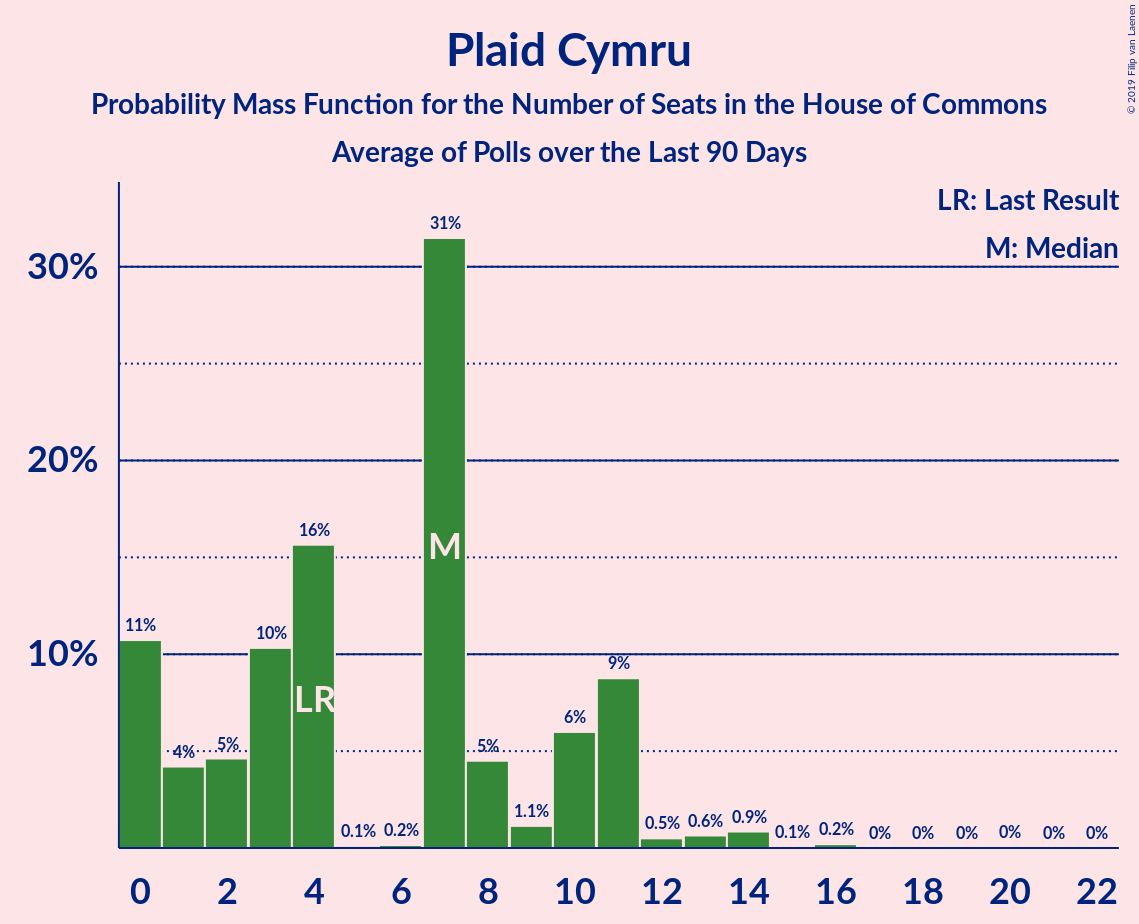 Plaid Cymru
Probability Mass Function for the Number of Seats in the House of Commons
Average of Polls over the Last 90 Days
© 2019 Filip van Laenen
LR: Last Result
M: Median
30%
20%
10%
11%
4%
5%
10%
16%
0.1%
0.2%
31%
5%
1.1%
6%
9%
0.5%
0.6%
0.9%
0.1%
0.2%
0%
0%
0%
0%
0%
0%
LR
M
0 2 4 6 8 10 12 14 16 18 20 22